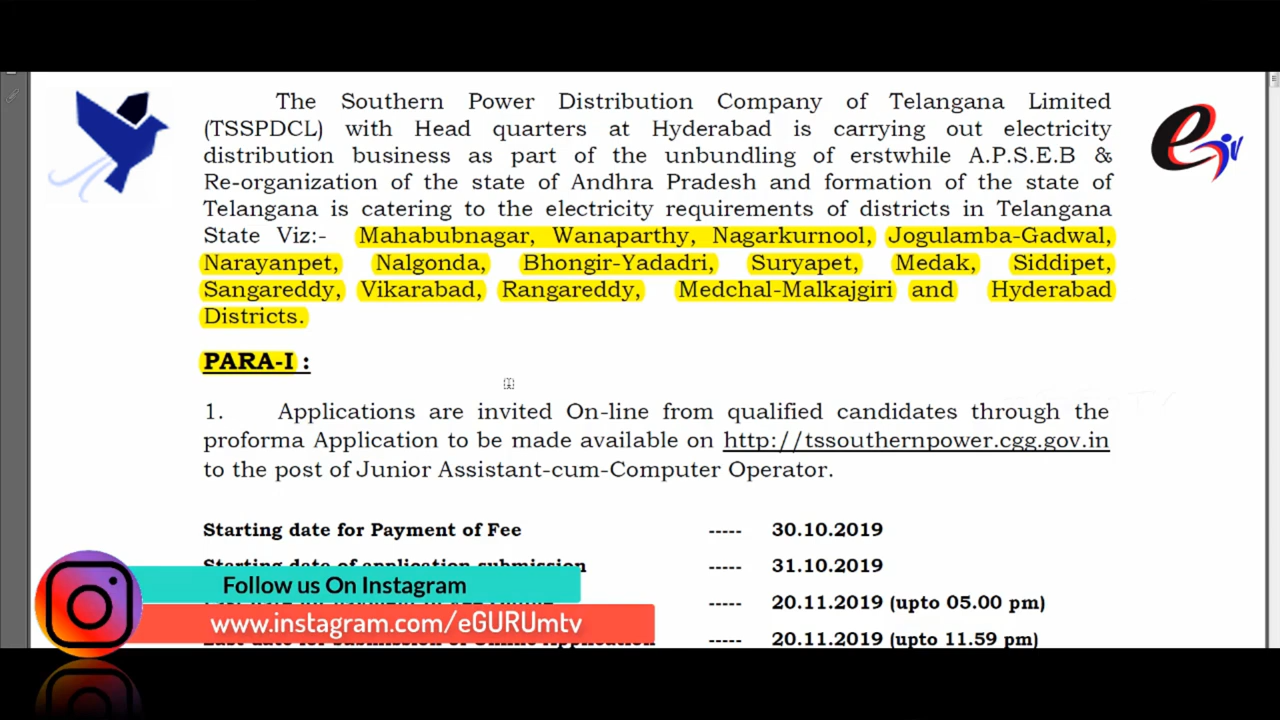 The Southern Power Distribution Company of Telangana Limited
(TSSPDCL) with Head quarters at Hyderabad is carrying out electricity
distribution business as part of the unbundling of erstwhile A.P.S.E.B &
Re-organization of the state of Andhra Pradesh and formation of the state of
Telangana is catering to the electricity requirements of districts in Telangana
State Viz:- Mahabubnagar, Wanaparthy, Nagarkurnool, Jogulamba-Gadwal,
Narayanpet, Nalgonda, Bhongir-Yadadri, Suryapet, Medak, Siddipet,
Sangareddy, Vikarabad, Rangareddy, Medchal-Malkajgiri and Hyderabad
Districts.
PARA-I :
1. Applications are invited On-line from qualified candidates through the
proforma Application to be made available on http://tssouthernpower.cgg.gov.in
to the post of Junior Assistant-cum-Computer Operator.
Starting date for Payment of Fee ----- 30.10.2019
Starting date of application submission ----- 31.10.2019
Follow us On Instagram
----- 20.11.2019 (upto 05.00 pm)
www.instagram.com/eGURUmtv
Last date for submission of Online Application ----- 20.11.2019 (upto 11.59 pm)